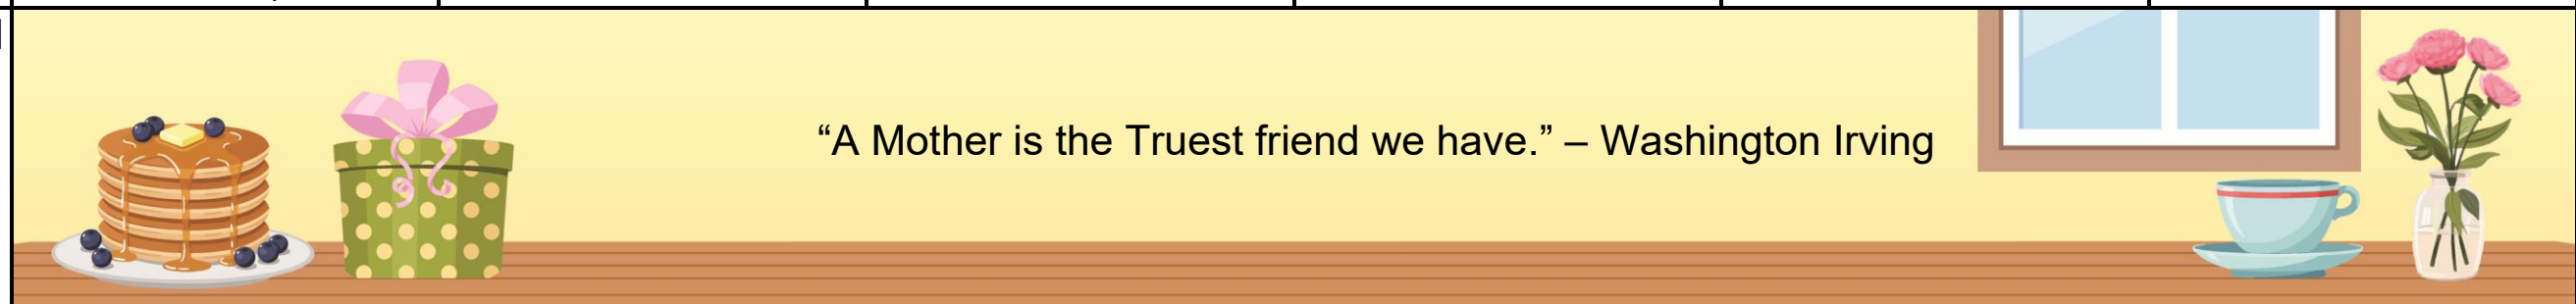 “A Mother is the Truest friend we have.” – Washington Irving